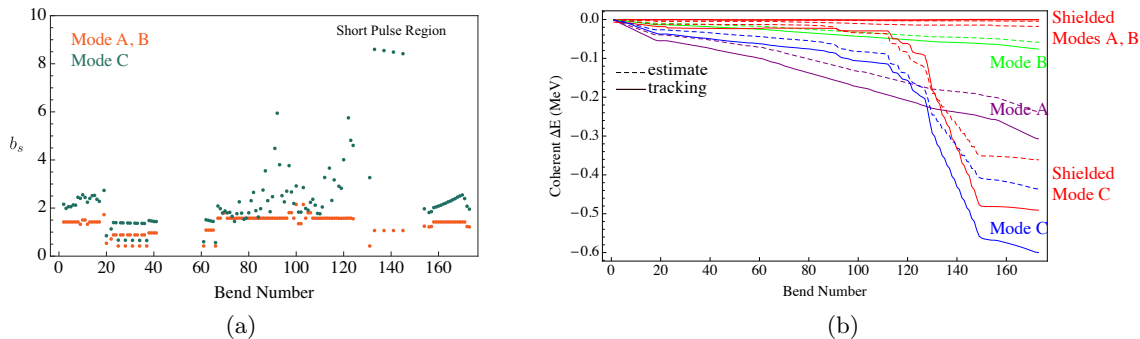 Mode A, B
Mode C
Short Pulse Region
10
8
6
4
2
0
b_s
0 20 40 60 80 100 120 140 160
Bend Number
(a)
Shielded
Modes A, B
Mode B
Mode A
Shielded
Mode C
Mode C
estimate
tracking
0.0
−0.1
−0.2
−0.3
−0.4
−0.5
−0.6
Coherent ΔE (MeV)
0 20 40 60 80 100 120 140 160
Bend Number
(b)